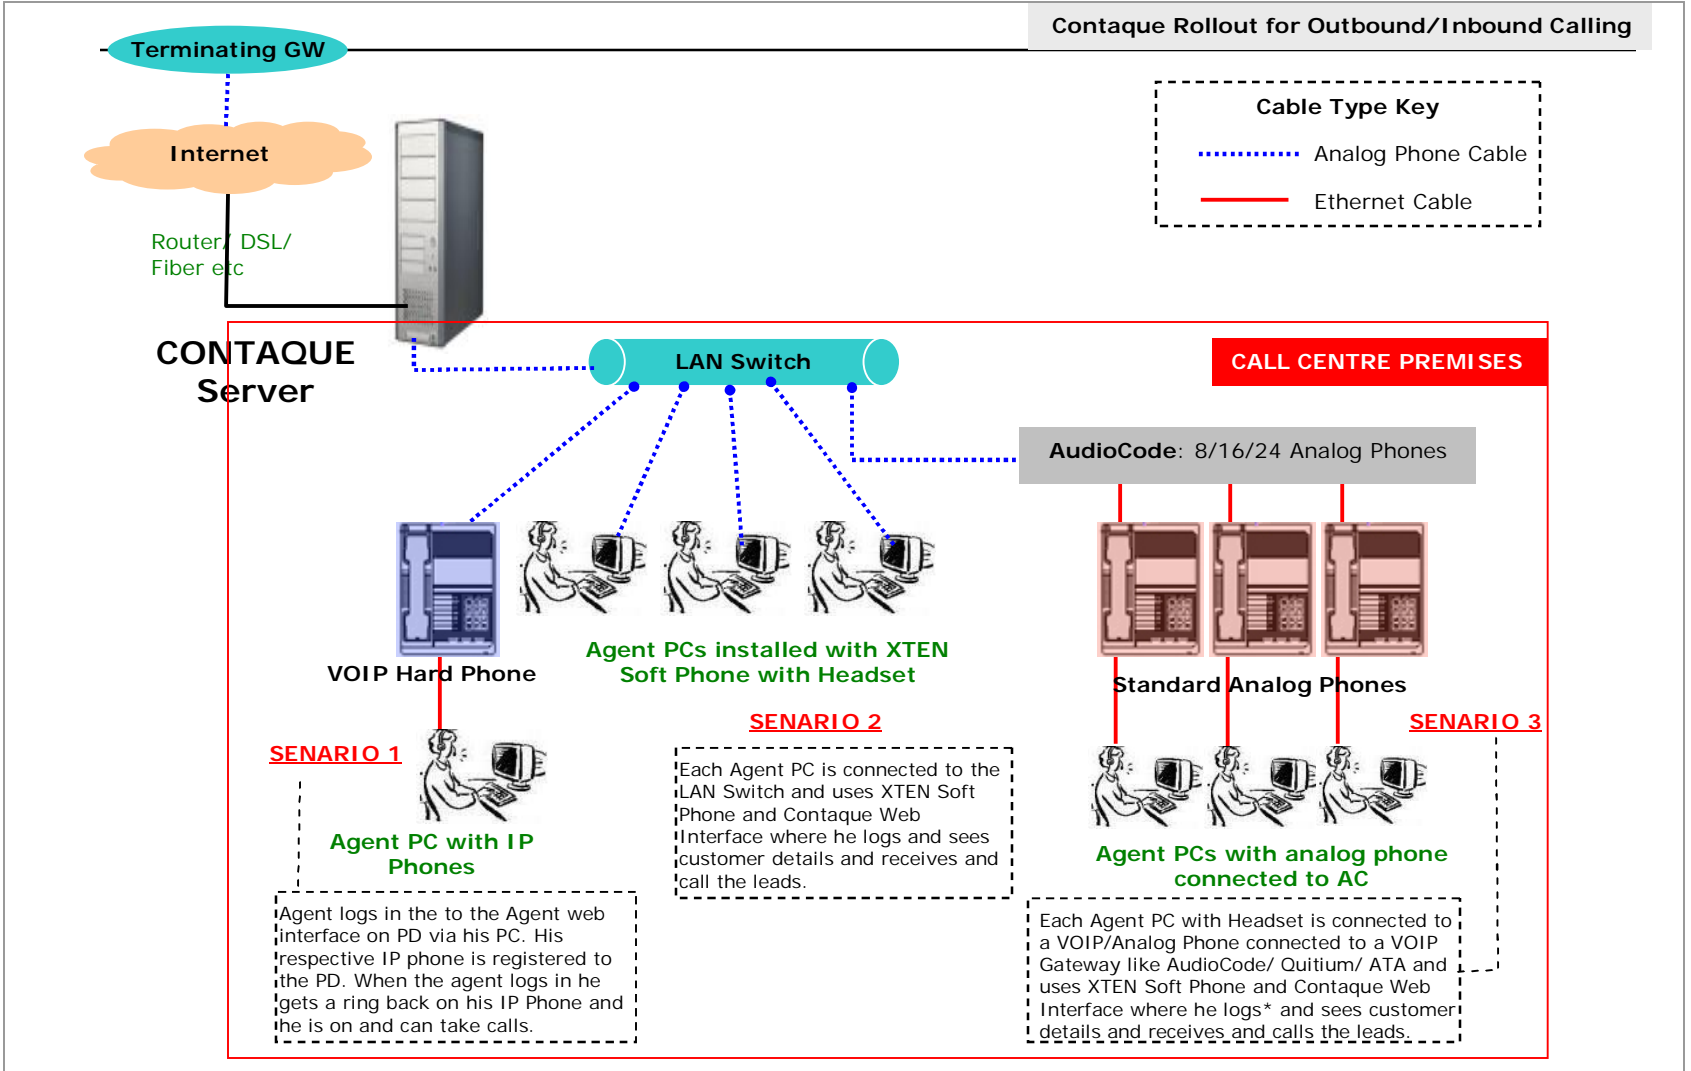 Contaque Rollout for Outbound/Inbound Calling
Terminating GW
Cable Type Key
Analog Phone Cable
Ethernet Cable
Internet
Router/ DSL/
Fiber etc
CONTAQUE
Server
LAN Switch
CALL CENTRE PREMISES
AudioCode: 8/16/24 Analog Phones
VOIP Hard Phone
Agent PCs installed with XTEN
Soft Phone with Headset
Standard Analog Phones
SENARIO 1
SENARIO 2
SENARIO 3
Agent PC with IP
Phones
Each Agent PC is connected to the
LAN Switch and uses XTEN Soft
Phone and Contaque Web
Interface where he logs and sees
customer details and receives and
call the leads.
Agent PCs with analog phone
connected to AC
Agent logs in the to the Agent web
interface on PD via his PC. His
respective IP phone is registered to
the PD. When the agent logs in he
gets a ring back on his IP Phone and
he is on and can take calls.
Each Agent PC with Headset is connected to
a VOIP/Analog Phone connected to a VOIP
Gateway like AudioCode/ Quitium/ ATA and
uses XTEN Soft Phone and Contaque Web
Interface where he logs* and sees customer
details and receives and calls the leads.